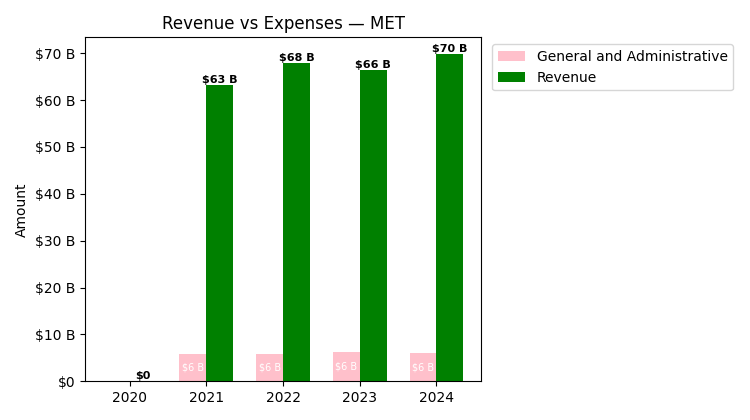 Revenue vs Expenses — MET
General and Administrative
Revenue
Amount
$70 B
$60 B
$50 B
$40 B
$30 B
$20 B
$10 B
$0
$0
$63 B
$68 B
$66 B
$70 B
$6 B
$6 B
$6 B
$6 B
2020
2021
2022
2023
2024